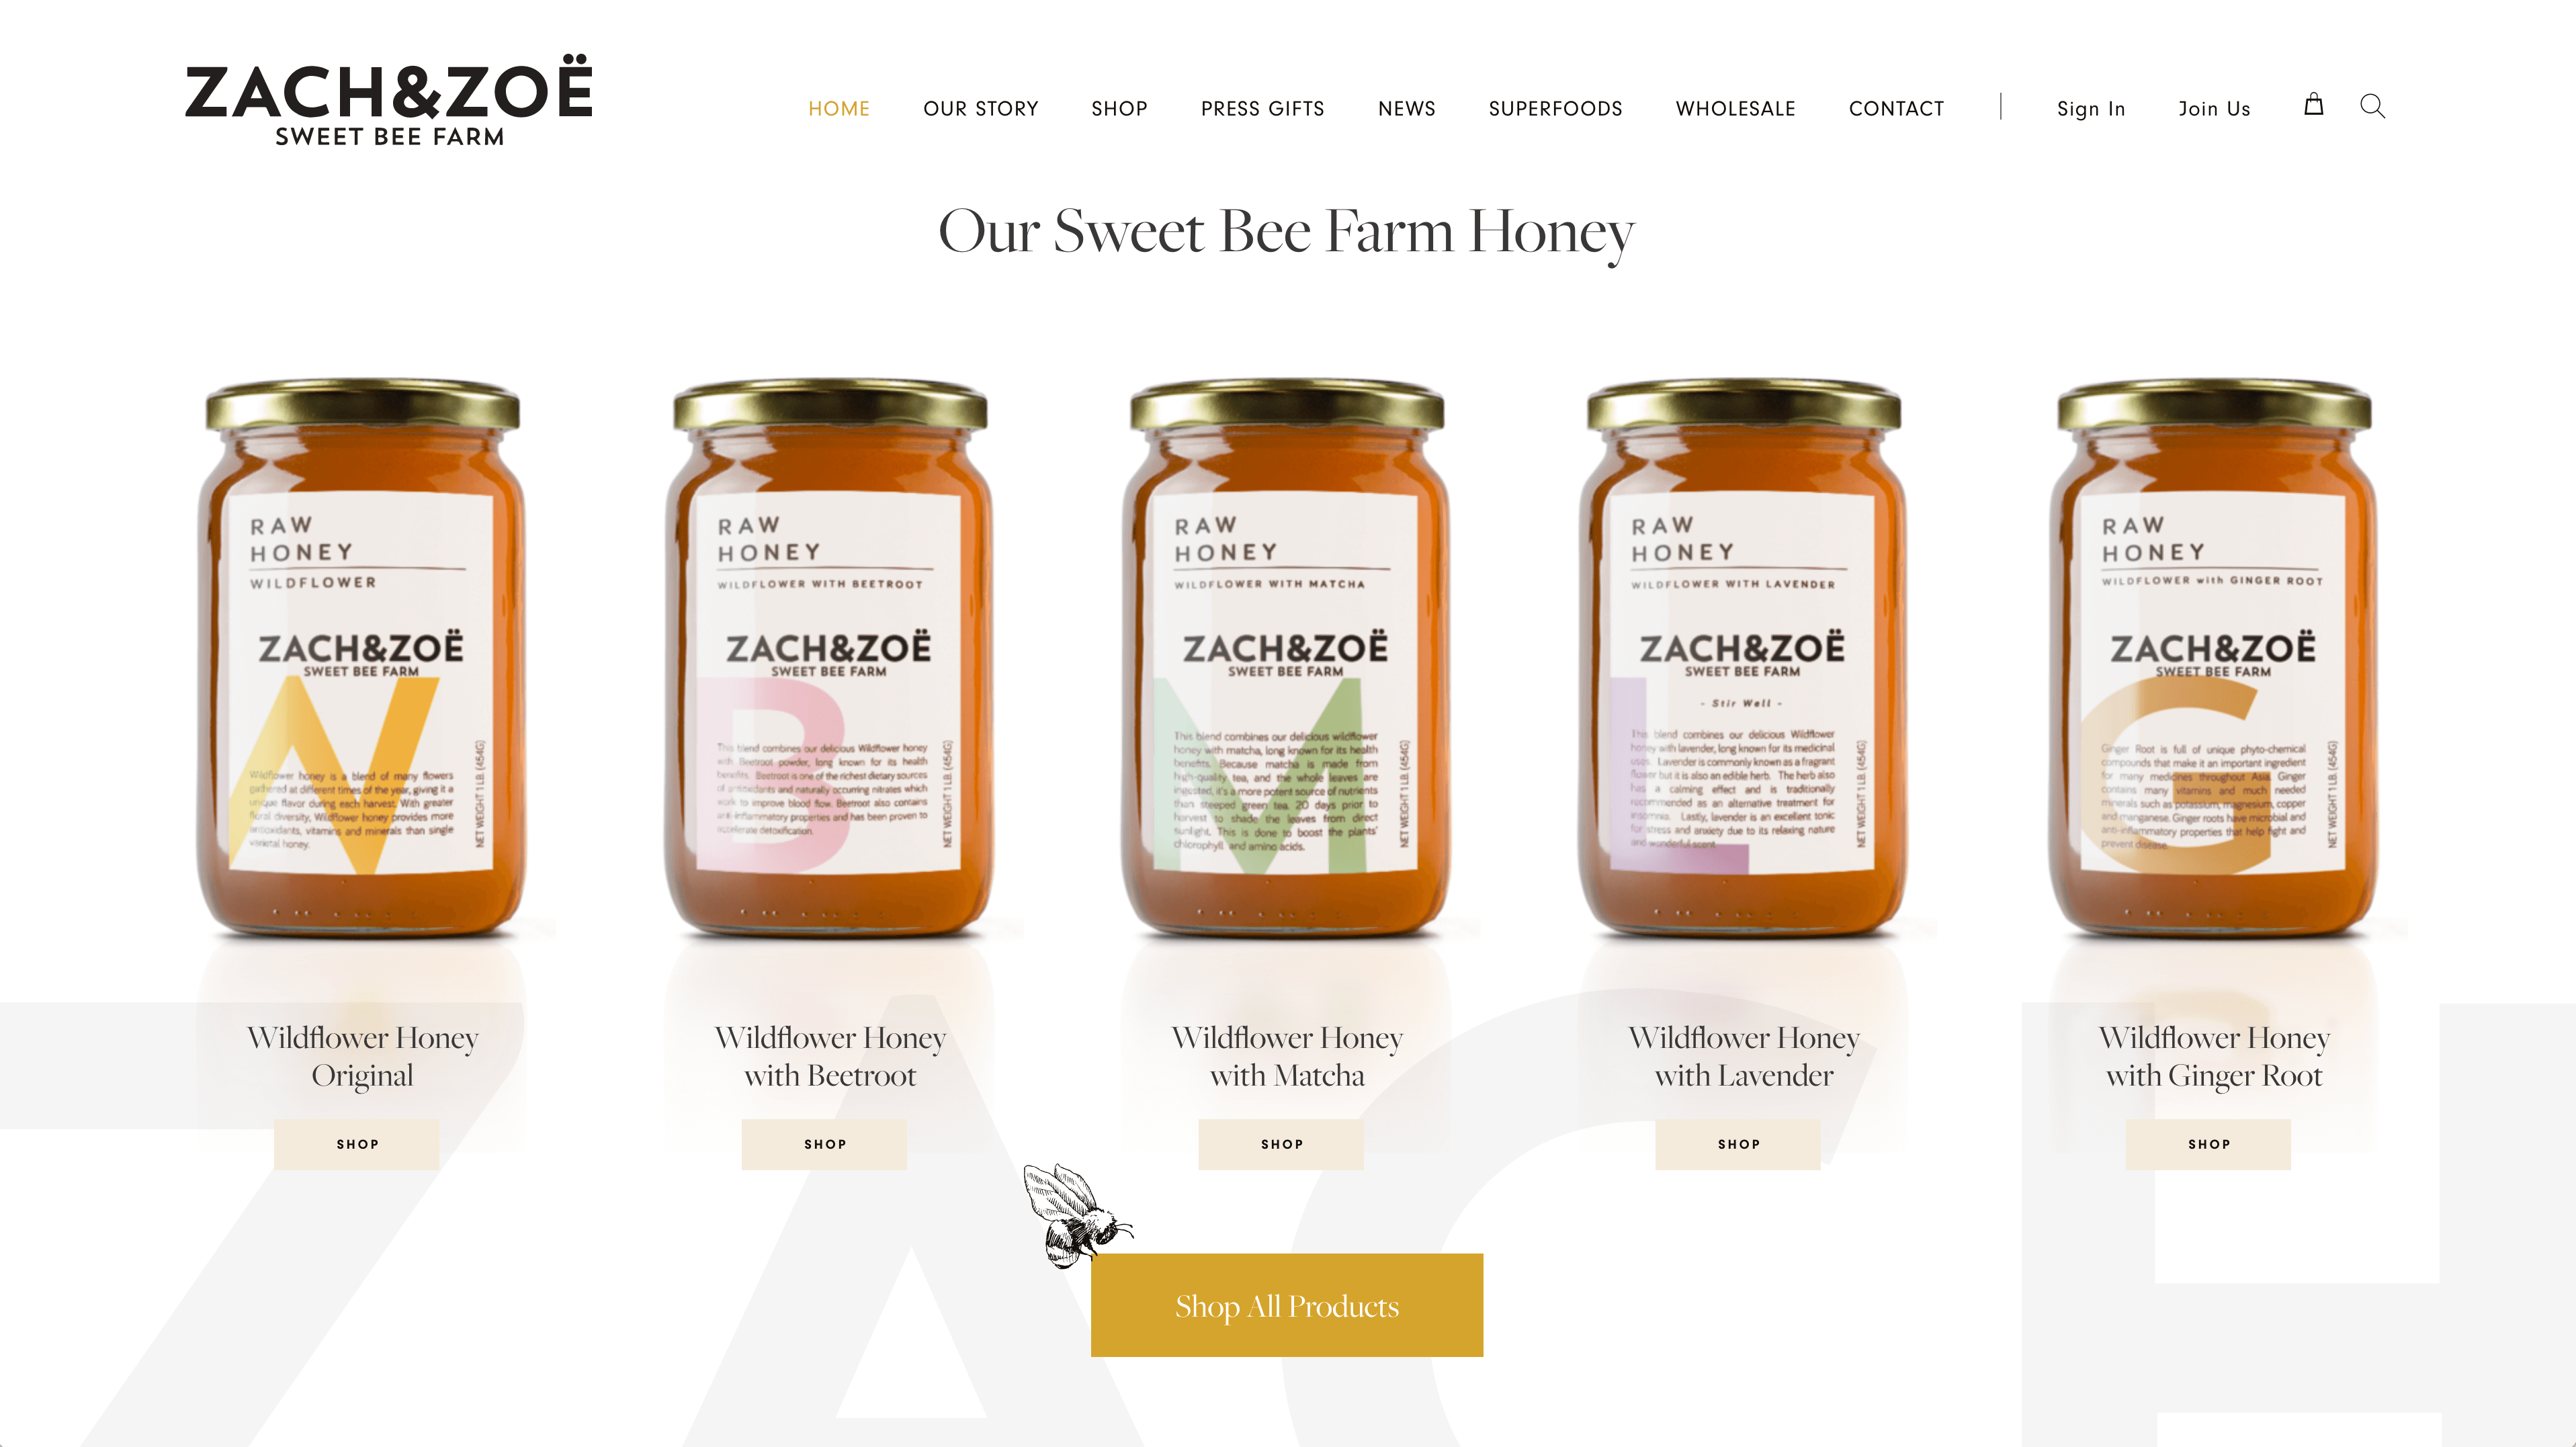 ZACH&ZOË
SWEET BEE FARM
HOME
OUR STORY
SHOP
PRESS GIFTS
NEWS
SUPERFOODS
WHOLESALE
CONTACT
Sign In
Join Us
Our Sweet Bee Farm Honey
RAW
HONEY
WILDFLOWER
ZACH&ZOË
SWEET BEE FARM
W
Wildflower honey is a blend of many flowers
gathered at different times of the year, giving it a
unique flavor during each harvest. With greater
floral diversity, Wildflower honey provides more
antioxidants, vitamins and minerals than single
varietal honey.
NET WEIGHT 1 LB. (454G)
RAW
HONEY
WILDFLOWER WITH BEETROOT
ZACH&ZOË
SWEET BEE FARM
B
This blend combines our delicious Wildflower honey
with Beetroot powder, long known for its health
benefits. Beetroot is one of the richest dietary sources
of antioxidants and naturally occurring nitrates which
work to improve blood flow. Beetroot also contains
anti-inflammatory properties and has been proven to
accelerate detoxification.
NET WEIGHT 1 LB. (454G)
RAW
HONEY
WILDFLOWER WITH MATCHA
ZACH&ZOË
SWEET BEE FARM
M
This blend combines our delicious wildflower
honey with matcha, long known for its health
benefits. Because matcha is made from
high-quality tea, and the whole leaves are
ingested, it's a more potent source of nutrients
than steeped green tea. 20 days prior to
harvest to shade the leaves from direct
sunlight. This is done to boost the plants'
chlorophyll and amino acids.
NET WEIGHT 1 LB. (454G)
RAW
HONEY
WILDFLOWER WITH LAVENDER
ZACH&ZOË
SWEET BEE FARM
- Stir Well -
L
This blend combines our delicious Wildflower
honey with lavender, long known for its medicinal
uses. Lavender is commonly known as a fragrant
flower but it is also an edible herb. The herb also
has a calming effect and is traditionally
recommended as an alternative treatment for
insomnia. Lastly, lavender is an excellent tonic
for stress and anxiety due to its relaxing nature
and wonderful scent.
NET WEIGHT 1 LB. (454G)
RAW
HONEY
WILDFLOWER with GINGER ROOT
ZACH&ZOË
SWEET BEE FARM
G
Ginger Root is full of unique phyto-chemical
compounds that make it an important ingredient
for many medicines throughout Asia. Ginger
contains many vitamins and much needed
minerals such as potassium, magnesium, copper
and manganese. Ginger roots have microbial and
anti-inflammatory properties that help fight and
prevent disease.
NET WEIGHT 1 LB. (454G)
Wildflower Honey
Original
SHOP
Wildflower Honey
with Beetroot
SHOP
Wildflower Honey
with Matcha
SHOP
Wildflower Honey
with Lavender
SHOP
Wildflower Honey
with Ginger Root
SHOP
Shop All Products
ZACH